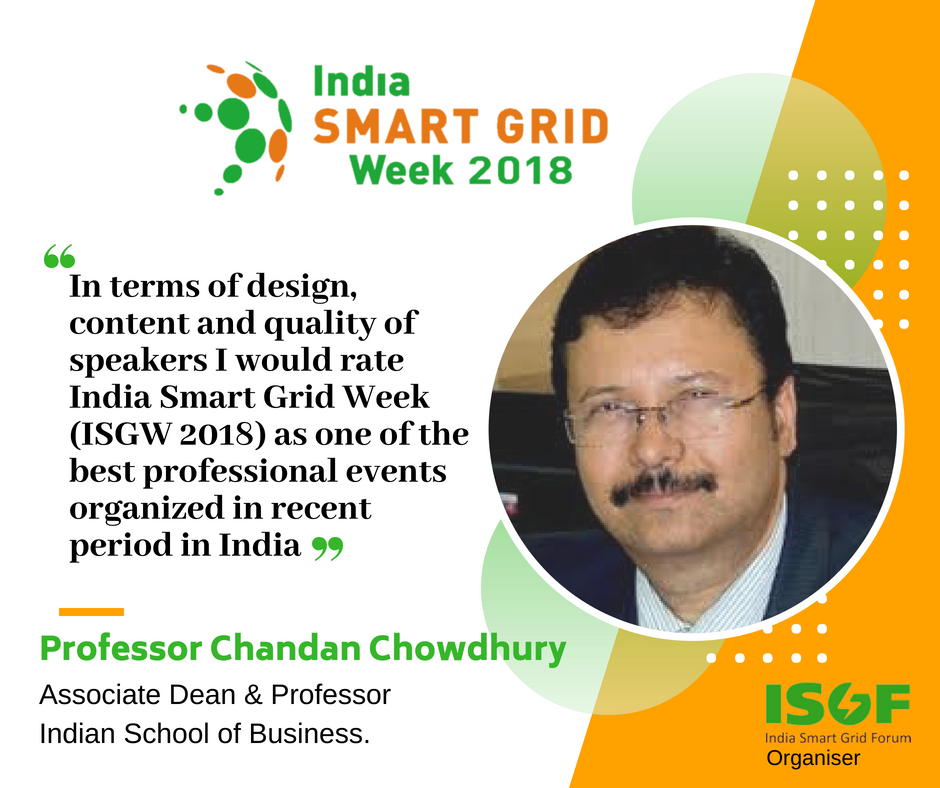 India
SMART GRID
Week 2018
“
In terms of design,
content and quality of
speakers I would rate
India Smart Grid Week
(ISGW 2018) as one of the
best professional events
organized in recent
period in India ”
Professor Chandan Chowdhury
Associate Dean & Professor
Indian School of Business.
ISGF
India Smart Grid Forum
Organiser